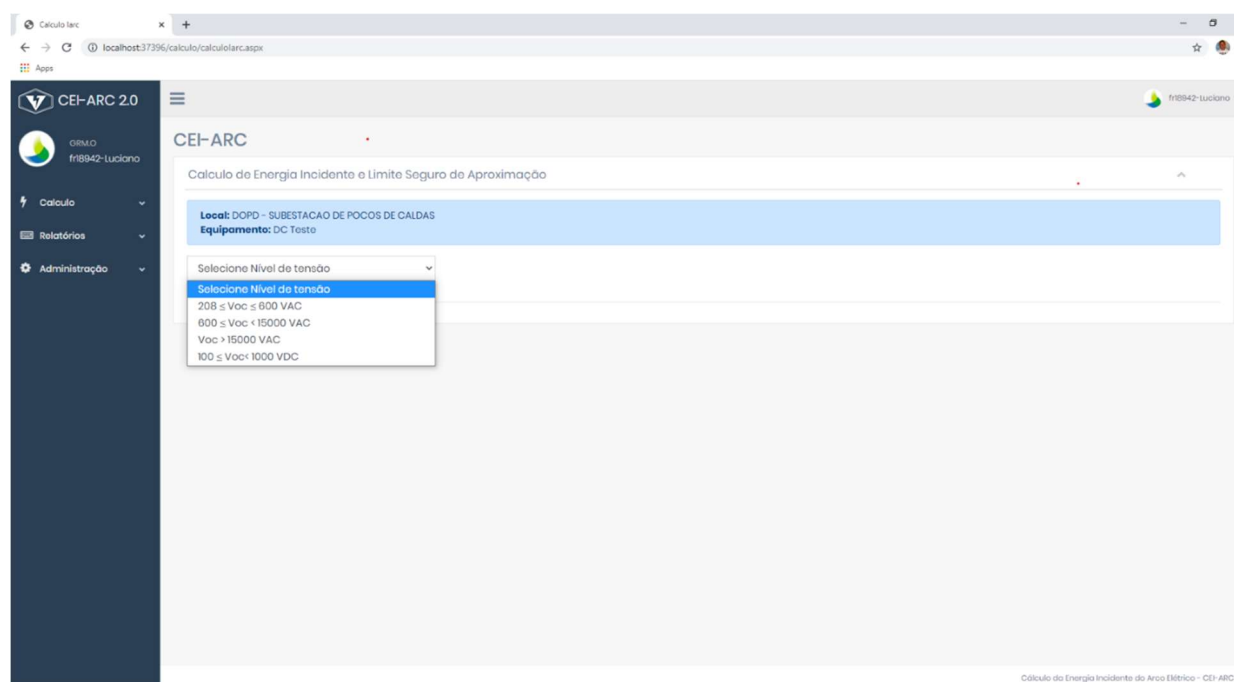 Calculo Iarc
localhost:37396/calculo/calculoIarc.aspx
Apps
CEI-ARC 2.0
fr18942-Luciano
GRM.O
fr18942-Luciano
CEI-ARC
Calculo de Energia Incidente e Limite Seguro de Aproximação
Calculo
Local: DOPD - SUBESTACAO DE POCOS DE CALDAS
Equipamento: DC Teste
Relatórios
Administração
Selecione Nível de tensão
Selecione Nível de tensão
208 ≤ Voc ≤ 600 VAC
600 ≤ Voc < 15000 VAC
Voc > 15000 VAC
100 ≤ Voc< 1000 VDC
Cálculo da Energia Incidente do Arco Elétrico - CEI-ARC